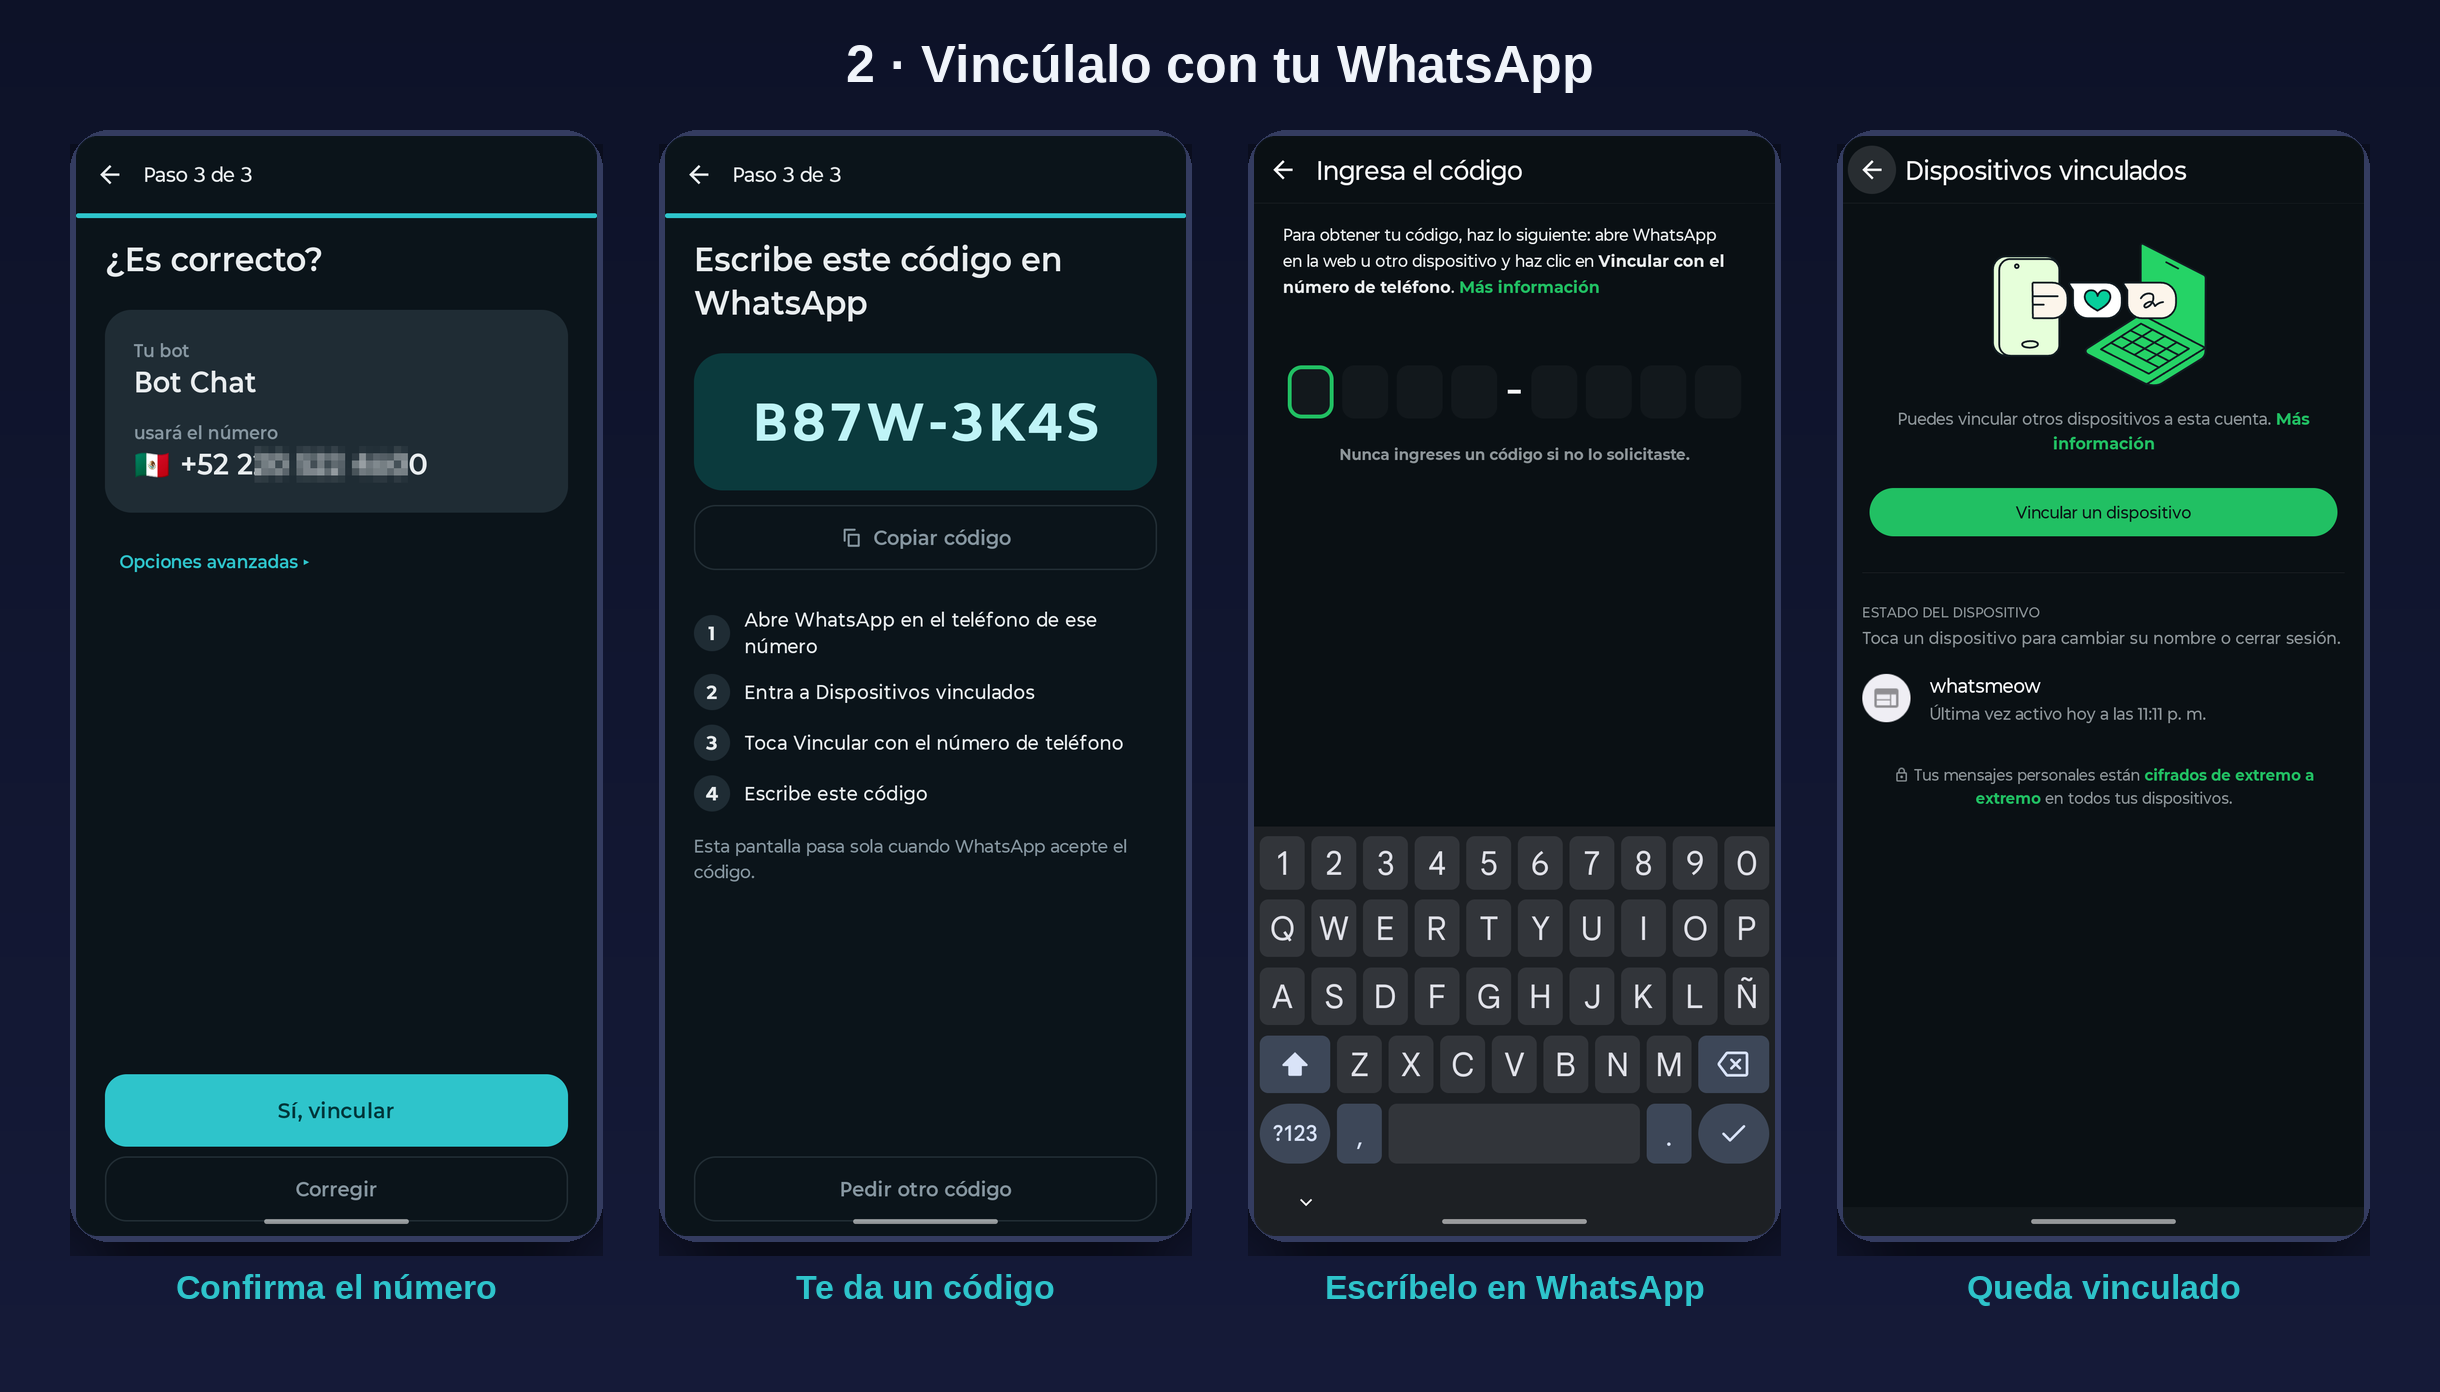 2 · Vincúlalo con tu WhatsApp
Paso 3 de 3
¿Es correcto?
Tu bot
Bot Chat
usará el número
+52 2
0
Opciones avanzadas ▸
Sí, vincular
Corregir
Confirma el número
Paso 3 de 3
Escribe este código en
WhatsApp
B87W-3K4S
Copiar código
1 Abre WhatsApp en el teléfono de ese
número
2 Entra a Dispositivos vinculados
3 Toca Vincular con el número de teléfono
4 Escribe este código
Esta pantalla pasa sola cuando WhatsApp acepte el
código.
Pedir otro código
Te da un código
Ingresa el código
Para obtener tu código, haz lo siguiente: abre WhatsApp
en la web u otro dispositivo y haz clic en Vincular con el
número de teléfono. Más información
-
Nunca ingreses un código si no lo solicitaste.
1 2 3 4 5 6 7 8 9 0
Q W E R T Y U I O P
A S D F G H J K L Ñ
Z X C V B N M
?123 , .
Escríbelo en WhatsApp
Dispositivos vinculados
Puedes vincular otros dispositivos a esta cuenta. Más
información
Vincular un dispositivo
ESTADO DEL DISPOSITIVO
Toca un dispositivo para cambiar su nombre o cerrar sesión.
whatsmeow
Última vez activo hoy a las 11:11 p. m.
Tus mensajes personales están cifrados de extremo a
extremo en todos tus dispositivos.
Queda vinculado